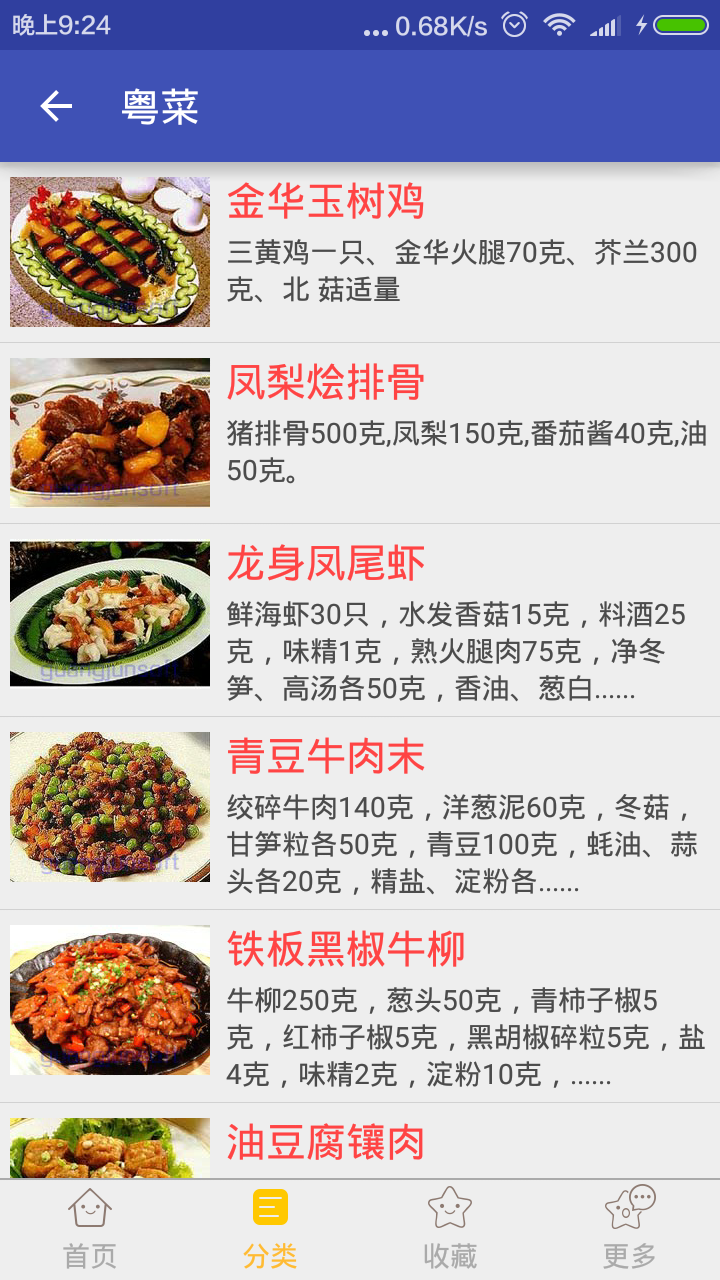 晚上9:24
... 0.68K/s
粤菜
金华玉树鸡
三黄鸡一只、金华火腿70克、芥兰300
克、北 菇适量
guangjunsoft
凤梨烩排骨
猪排骨500克,凤梨150克,番茄酱40克,油
50克。
guangjunsoft
龙身凤尾虾
鲜海虾30只，水发香菇15克，料酒25
克，味精1克，熟火腿肉75克，净冬
笋、高汤各50克，香油、葱白......
guangjunsoft
青豆牛肉末
绞碎牛肉140克，洋葱泥60克，冬菇，
甘笋粒各50克，青豆100克，蚝油、蒜
头各20克，精盐、淀粉各......
guangjunsoft
铁板黑椒牛柳
牛柳250克，葱头50克，青柿子椒5
克，红柿子椒5克，黑胡椒碎粒5克，盐
4克，味精2克，淀粉10克，......
guangjunsoft
油豆腐镶肉
首页
分类
收藏
更多